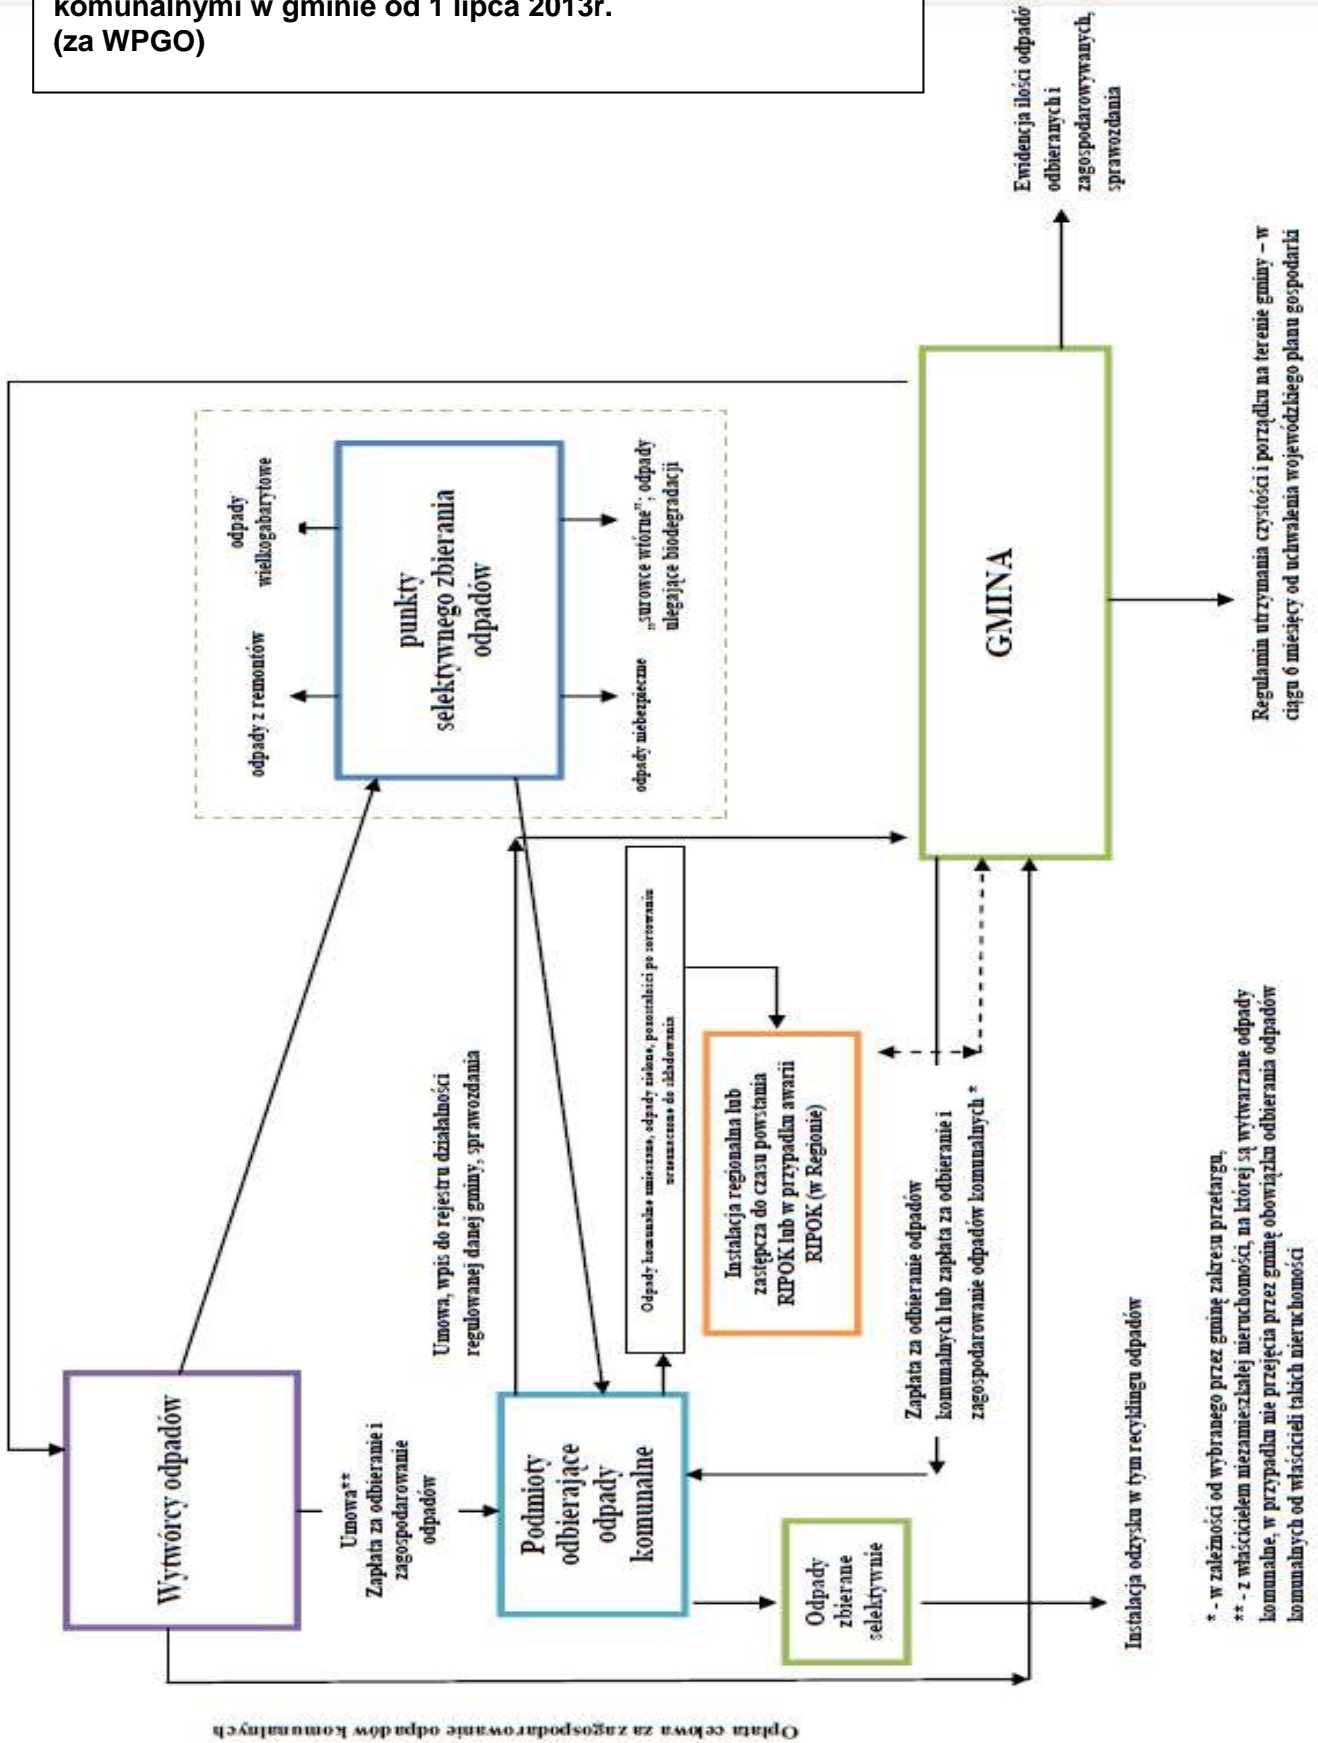 komunalnymi w gminie od 1 lipca 2013r.
(za WPGO)
Wytwórcy odpadów
Umowa**
Zapłata za odbieranie i
zagospodarowanie
odpadów
Opłata celowa za zagospodarowanie odpadów komunalnych
odpady z remontów
odpady
wielkogabarytowe
punkty
selektywnego zbierania
odpadów
odpady niebezpieczne
„surowce wtórne”; odpady
ulegające biodegradacji
Umowa, wpis do rejestru działalności
regulowanej danej gminy, sprawozdania
Podmioty
odbierające
odpady
komunalne
Odpady komunalne zmieszane, odpady zielone, pozostałości po sortowaniu
przeznaczone do składowania
Instalacja regionalna lub
zastępcza do czasu powstania
RIPOK lub w przypadku awarii
RIPOK (w Regionie)
Odpady
zbierane
selektywnie
Zapłata za odbieranie odpadów
komunalnych lub zapłata za odbieranie i
zagospodarowanie odpadów komunalnych *
GMINA
Ewidencja ilości odpadó
odbieranych i
zagospodarowywanych,
sprawozdania
Instalacja odzysku w tym recyklingu odpadów
Regulamin utrzymania czystości i porządku na terenie gminy – w
ciągu 6 miesięcy od uchwalenia wojewódzkiego planu gospodarki
* - w zależności od wybranego przez gminę zakresu przetargu,
** - z właścicielem niezamieszkałej nieruchomości, na której są wytwarzane odpady
komunalne, w przypadku nie przejęcia przez gminę obowiązku odbierania odpadów
komunalnych od właścicieli takich nieruchomości